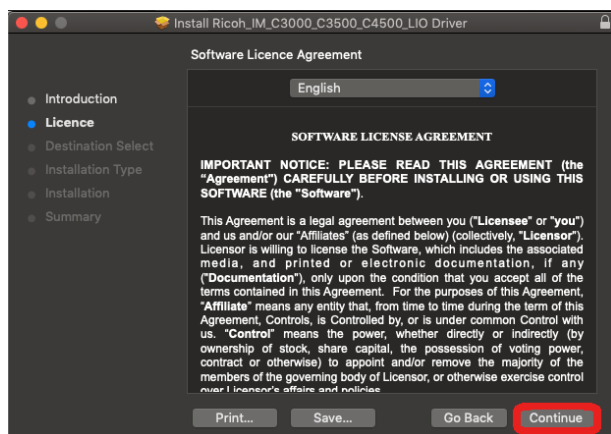 Install Ricoh_IM_C3000_C3500_C4500_LIO Driver
Software Licence Agreement
Introduction
Licence
Destination Select
Installation Type
Installation
Summary
English
SOFTWARE LICENSE AGREEMENT
IMPORTANT NOTICE: PLEASE READ THIS AGREEMENT (the
“Agreement”) CAREFULLY BEFORE INSTALLING OR USING THIS
SOFTWARE (the "Software").
This Agreement is a legal agreement between you ("Licensee" or "you")
and us and/or our “Affiliates” (as defined below) (collectively, "Licensor").
Licensor is willing to license the Software, which includes the associated
media, and printed or electronic documentation, if any
("Documentation"), only upon the condition that you accept all of the
terms contained in this Agreement. For the purposes of this Agreement,
"Affiliate" means any entity that, from time to time during the term of this
Agreement, Controls, is Controlled by, or is under common Control with
us. "Control" means the power, whether directly or indirectly (by
ownership of stock, share capital, the possession of voting power,
contract or otherwise) to appoint and/or remove the majority of the
members of the governing body of Licensor, or otherwise exercise control
over Licensor's affairs and policies.
Print...
Save...
Go Back
Continue